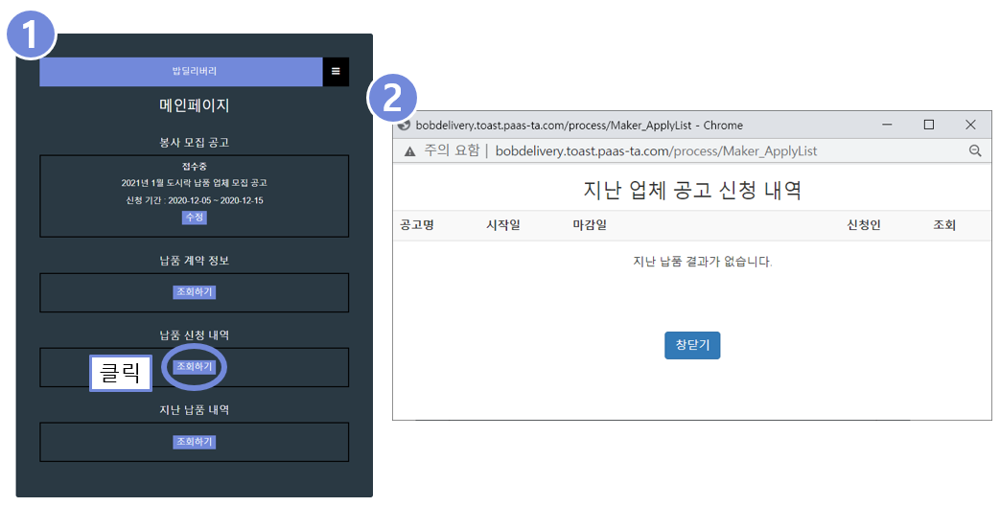 1
밥딜리버리
메인페이지
봉사 모집 공고
접수중
2021년 1월 도시락 납품 업체 모집 공고
신청 기간 : 2020-12-05 ~ 2020-12-15
수정
납품 계약 정보
조회하기
납품 신청 내역
클릭 조회하기
지난 납품 내역
조회하기
2
bobdelivery.toast.paas-ta.com/process/Maker_ApplyList - Chrome
주의 요함 | bobdelivery.toast.paas-ta.com/process/Maker_ApplyList
지난 업체 공고 신청 내역
공고명 시작일 마감일 신청인 조회
지난 납품 결과가 없습니다.
창닫기